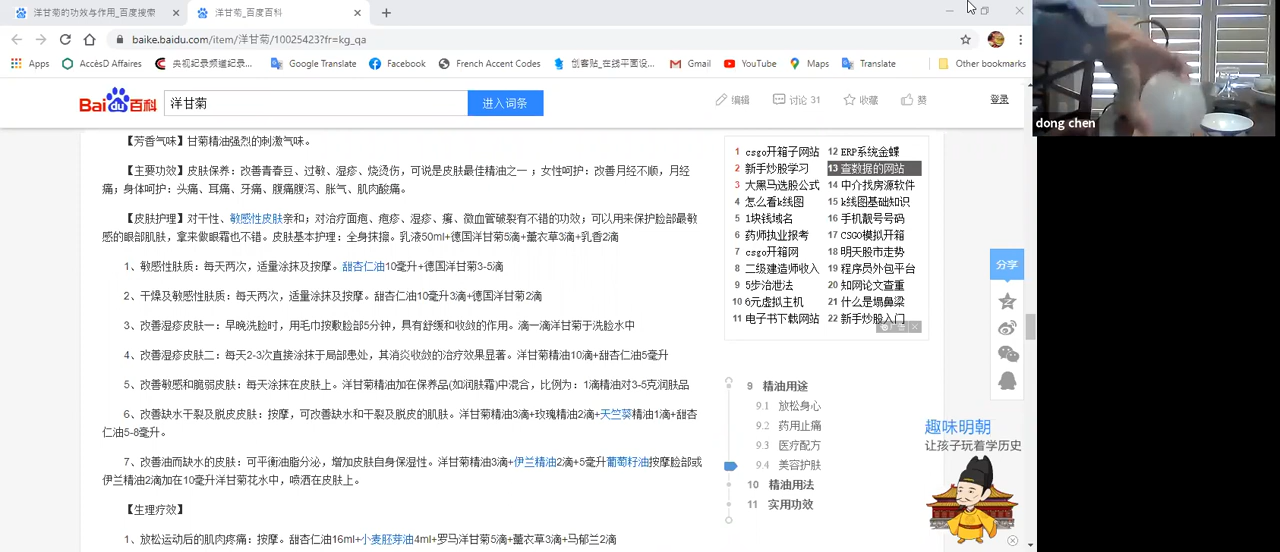 洋甘菊的功效与作用_百度搜索
洋甘菊_百度百科
baike.baidu.com/item/洋甘菊/10025423?fr=kg_qa
Apps
AccèsD Affaires
央视纪录频道纪录...
Google Translate
Facebook
French Accent Codes
创客贴_在线平面设...
Gmail
YouTube
Maps
Translate
Other bookmarks
Bai百科
洋甘菊
进入词条
编辑
讨论 31
收藏
赞
登录
dong chen
【芳香气味】甘菊精油强烈的刺激气味。
【主要功效】皮肤保养：改善青春豆、过敏、湿疹、烧烫伤，可说是皮肤最佳精油之一；女性呵护：改善月经不顺，月经
痛；身体呵护：头痛、耳痛、牙痛、腹痛腹泻、胀气、肌肉酸痛。
【皮肤护理】对干性、敏感性皮肤亲和；对治疗面疱、疱疹、湿疹、癣、微血管破裂有不错的功效；可以用来保护脸部最敏
感的眼部肌肤，拿来做眼霜也不错。皮肤基本护理：全身抹擦。乳液50ml+德国洋甘菊5滴+薰衣草3滴+乳香2滴
1、敏感性肤质：每天两次，适量涂抹及按摩。甜杏仁油10毫升+德国洋甘菊3-5滴
2、干燥及敏感性肤质：每天两次，适量涂抹及按摩。甜杏仁油10毫升3滴+德国洋甘菊2滴
3、改善湿疹皮肤一：早晚洗脸时，用毛巾按敷脸部5分钟，具有舒缓和收敛的作用。滴一滴洋甘菊于洗脸水中
4、改善湿疹皮肤二：每天2-3次直接涂抹于局部患处，其消炎收敛的治疗效果显著。洋甘菊精油10滴+甜杏仁油5毫升
5、改善敏感和脆弱皮肤：每天涂抹在皮肤上。洋甘菊精油加在保养品(如润肤霜)中混合，比例为：1滴精油对3-5克润肤品
6、改善缺水干裂及脱皮皮肤：按摩，可改善缺水和干裂及脱皮的肌肤。洋甘菊精油3滴+玫瑰精油2滴+天竺葵精油1滴+甜杏
仁油5-8毫升。
7、改善油而缺水的皮肤：可平衡油脂分泌，增加皮肤自身保湿性。洋甘菊精油3滴+伊兰精油2滴+5毫升葡萄籽油按摩脸部或
伊兰精油2滴加在10毫升洋甘菊花水中，喷洒在皮肤上。
【生理疗效】
1、放松运动后的肌肉疼痛：按摩。甜杏仁油16ml+小麦胚芽油4ml+罗马洋甘菊5滴+薰衣草3滴+马郁兰2滴
1 csgo开箱子网站
2 新手炒股学习
3 大黑马选股公式
4 怎么看k线图
5 1块钱域名
6 药师执业报考
7 csgo开箱网
8 二级建造师收入
9 5步治泄法
10 6元虚拟主机
11 电子书下载网站
12 ERP系统金蝶
13 查数据的网站
14 中介找房源软件
15 k线图基础知识
16 手机靓号号码
17 CSGO模拟开箱
18 明天股市走势
19 程序员外包平台
20 知网论文查重
21 什么是塌鼻梁
22 新手炒股入门
9 精油用途
9.1 放松身心
9.2 药用止痛
9.3 医疗配方
9.4 美容护肤
10 精油用法
11 实用功效
分享
趣味明朝
让孩子玩着学历史